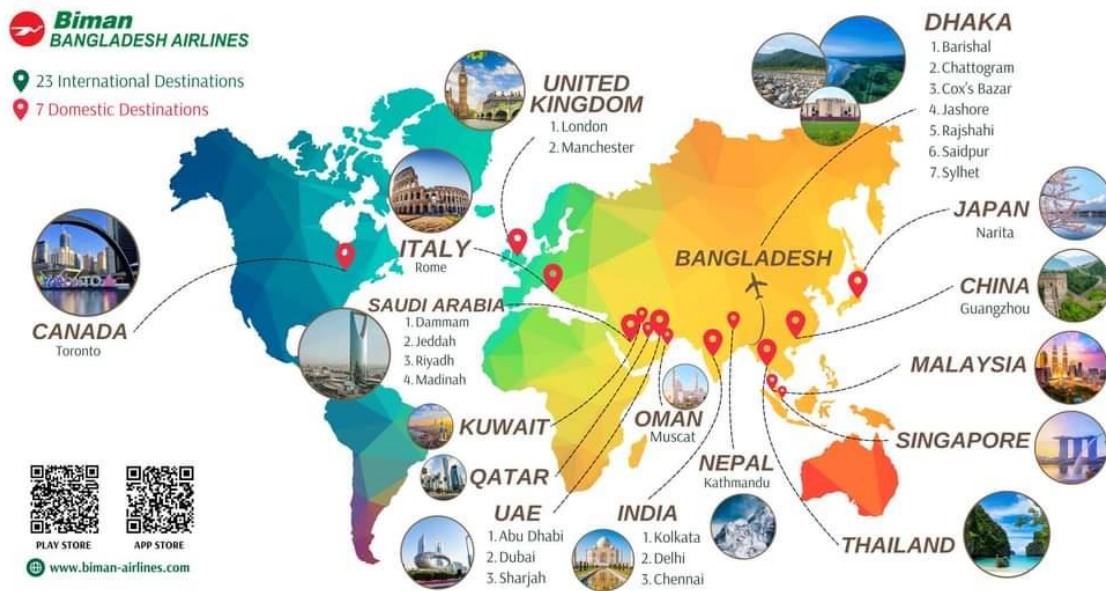 Biman
BANGLADESH AIRLINES
23 International Destinations
7 Domestic Destinations
UNITED
KINGDOM
1. London
2. Manchester
DHAKA
1. Barishal
2. Chattogram
3. Cox's Bazar
4. Jashore
5. Rajshahi
6. Saidpur
7. Sylhet
ITALY
Rome
BANGLADESH
JAPAN
Narita
CANADA
Toronto
SAUDI ARABIA
1. Dammam
2. Jeddah
3. Riyadh
4. Madinah
CHINA
Guangzhou
MALAYSIA
KUWAIT
OMAN
Muscat
SINGAPORE
QATAR
NEPAL
Kathmandu
UAE
1. Abu Dhabi
2. Dubai
3. Sharjah
INDIA
1. Kolkata
2. Delhi
3. Chennai
THAILAND
PLAY STORE
APP STORE
www.biman-airlines.com